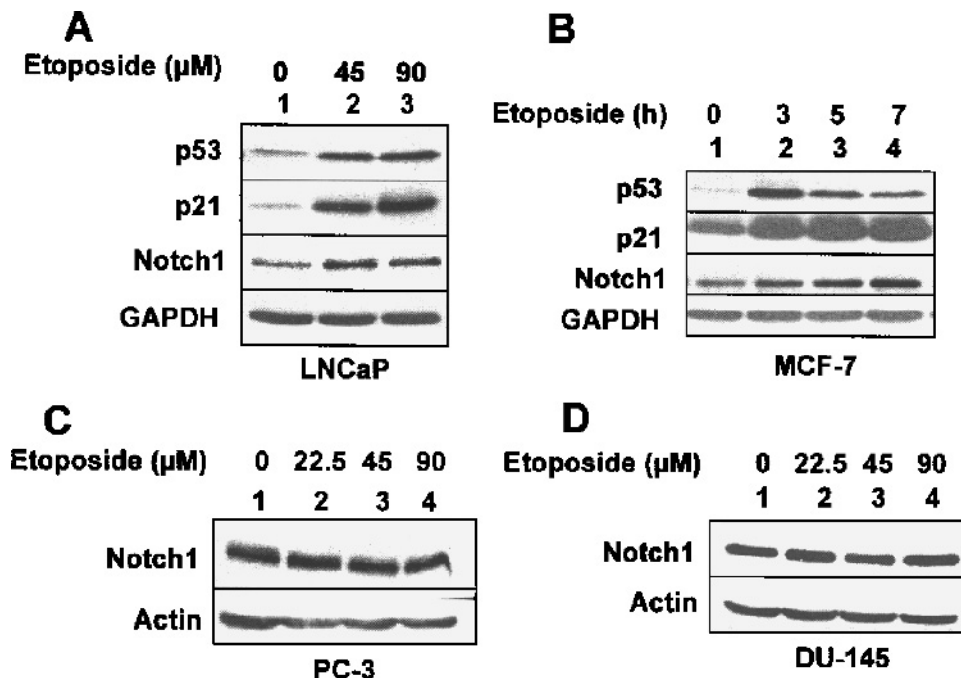 A
Etoposide (µM) 0 45 90
1 2 3
p53
p21
Notch1
GAPDH
LNCaP
B
Etoposide (h) 0 3 5 7
1 2 3 4
p53
p21
Notch1
GAPDH
MCF-7
C
Etoposide (µM) 0 22.5 45 90
1 2 3 4
Notch1
Actin
PC-3
D
Etoposide (µM) 0 22.5 45 90
1 2 3 4
Notch1
Actin
DU-145